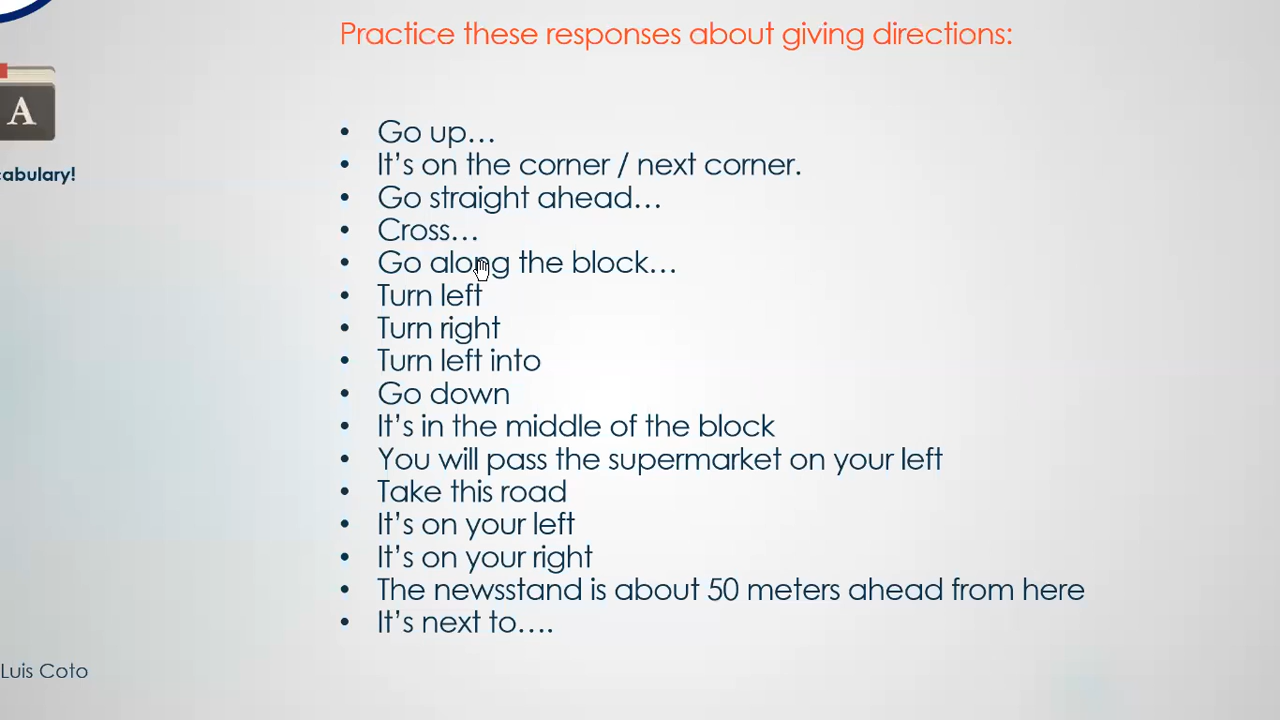 Practice these responses about giving directions:
A
cabulary!
• Go up…
• It's on the corner / next corner.
• Go straight ahead…
• Cross…
• Go along the block…
• Turn left
• Turn right
• Turn left into
• Go down
• It's in the middle of the block
• You will pass the supermarket on your left
• Take this road
• It's on your left
• It's on your right
• The newsstand is about 50 meters ahead from here
• It's next to….
Luis Coto